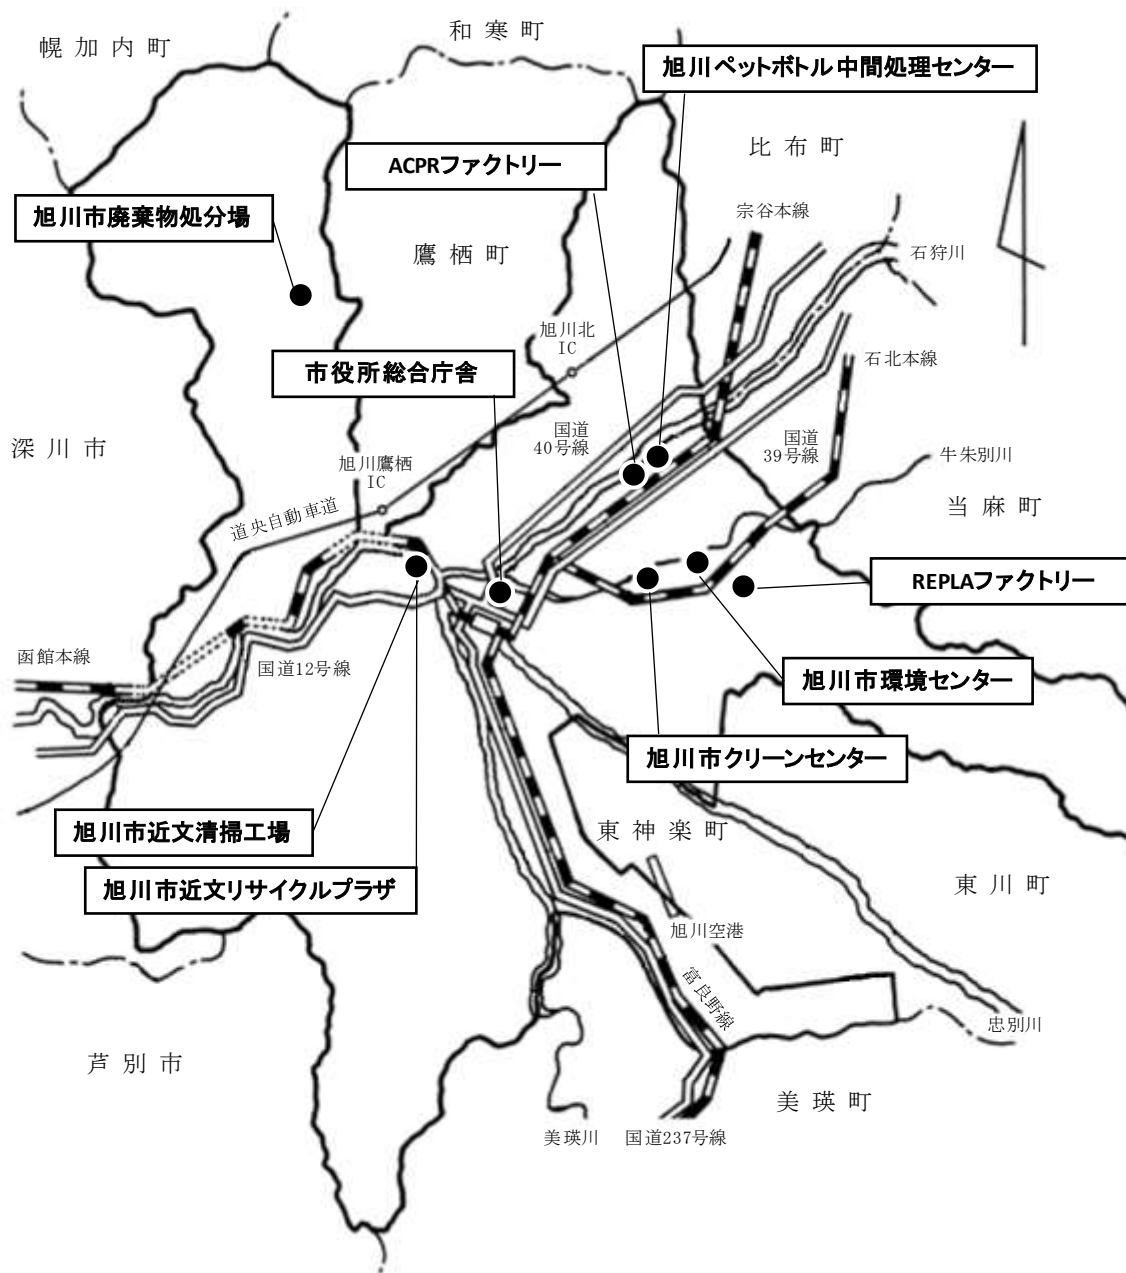 和寒町
幌加内町
旭川ペットボトル中間処理センター
比布町
ACPRファクトリー
旭川市廃棄物処分場
宗谷本線
鷹栖町
石狩川
旭川北
IC
市役所総合庁舎
石北本線
国道
40号線
国道
39号線
深川市
旭川鷹栖
IC
牛朱別川
当麻町
道央自動車道
REPLAファクトリー
函館本線
国道12号線
旭川市環境センター
旭川市クリーンセンター
旭川市近文清掃工場
東神楽町
旭川市近文リサイクルプラザ
東川町
旭川空港
富良野線
忠別川
芦別市
美瑛町
美瑛川
国道237号線